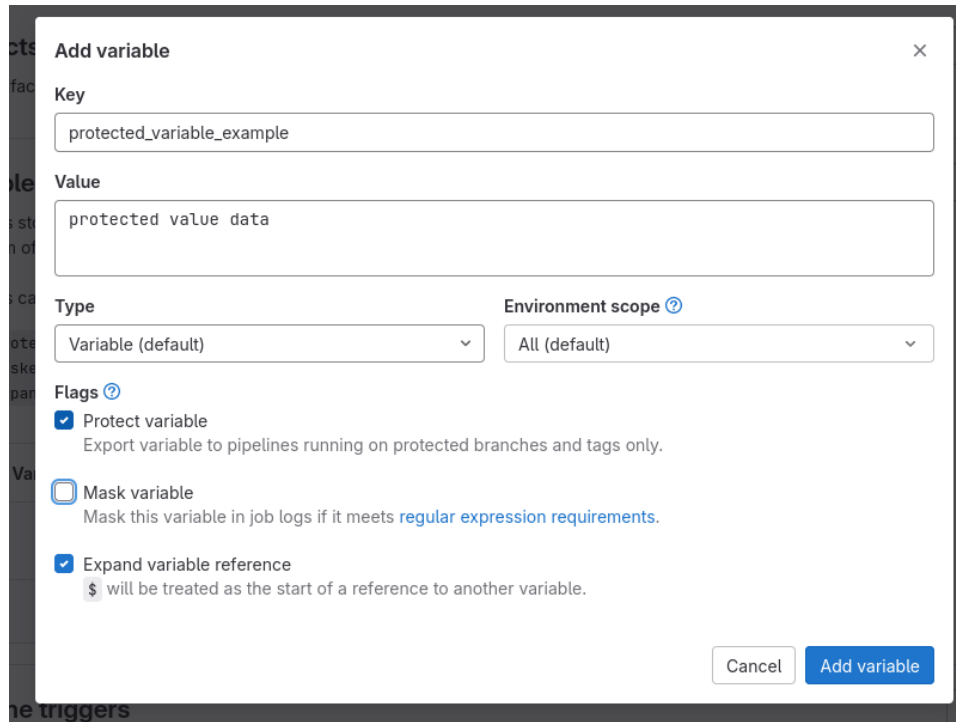 Add variable
Key
protected_variable_example
Value
protected value data
Type
Environment scope
Variable (default)
All (default)
Flags
Protect variable
Export variable to pipelines running on protected branches and tags only.
Mask variable
Mask this variable in job logs if it meets regular expression requirements.
Expand variable reference
$ will be treated as the start of a reference to another variable.
Cancel
Add variable
triggers